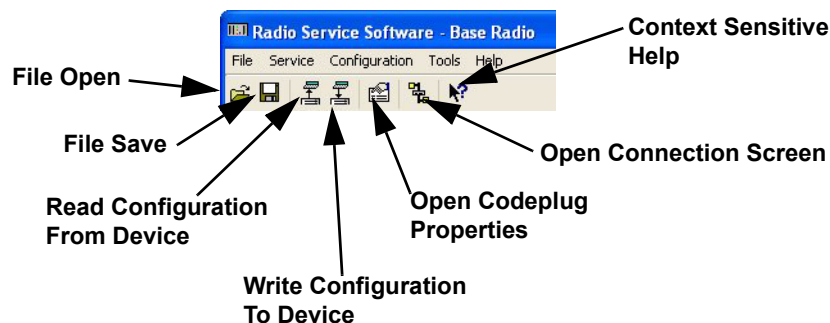 Radio Service Software - Base Radio
File Service Configuration Tools Help
Context Sensitive
Help
File Open
File Save
Open Connection Screen
Read Configuration
From Device
Open Codeplug
Properties
Write Configuration
To Device